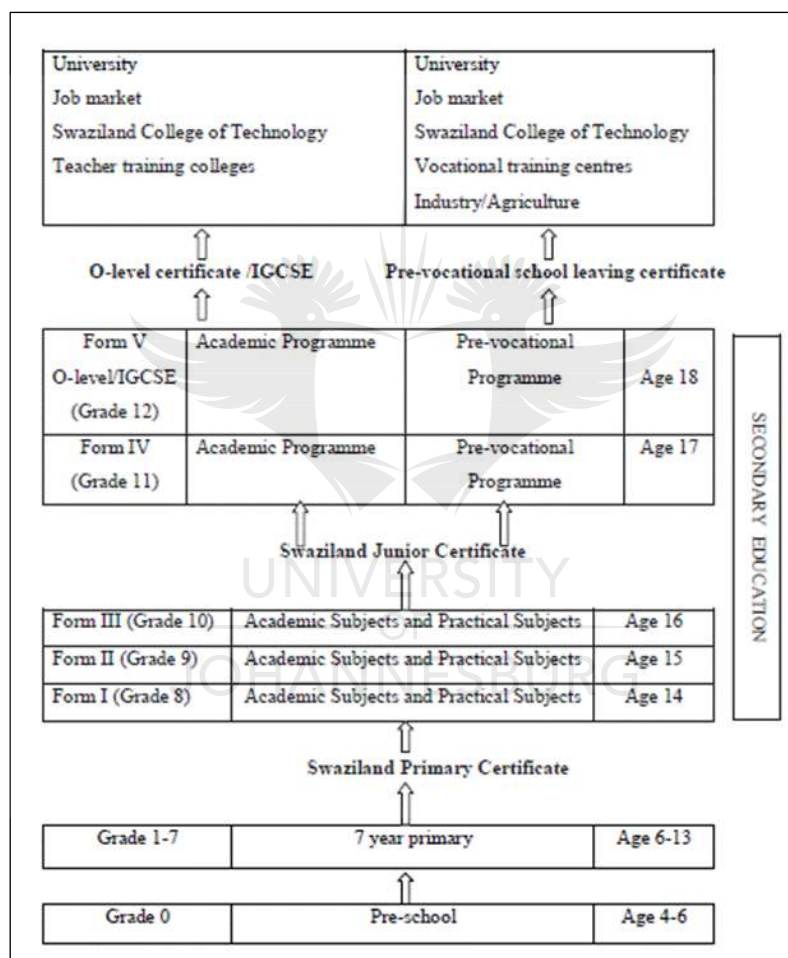 University
Job market
Swaziland College of Technology
Teacher training colleges
University
Job market
Swaziland College of Technology
Vocational training centres
Industry/Agriculture
O-level certificate /IGCSE
Pre-vocational school leaving certificate
Form V
O-level/IGCSE
(Grade 12)
Academic Programme
Pre-vocational
Programme
Age 18
Form IV
(Grade 11)
Academic Programme
Pre-vocational
Programme
Age 17
SECONDARY EDUCATION
Swaziland Junior Certificate
UNIVERSITY
OF
JOHANNESBURG
Form III (Grade 10) Academic Subjects and Practical Subjects Age 16
Form II (Grade 9) Academic Subjects and Practical Subjects Age 15
Form I (Grade 8) Academic Subjects and Practical Subjects Age 14
Swaziland Primary Certificate
Grade 1-7 7 year primary Age 6-13
Grade 0 Pre-school Age 4-6